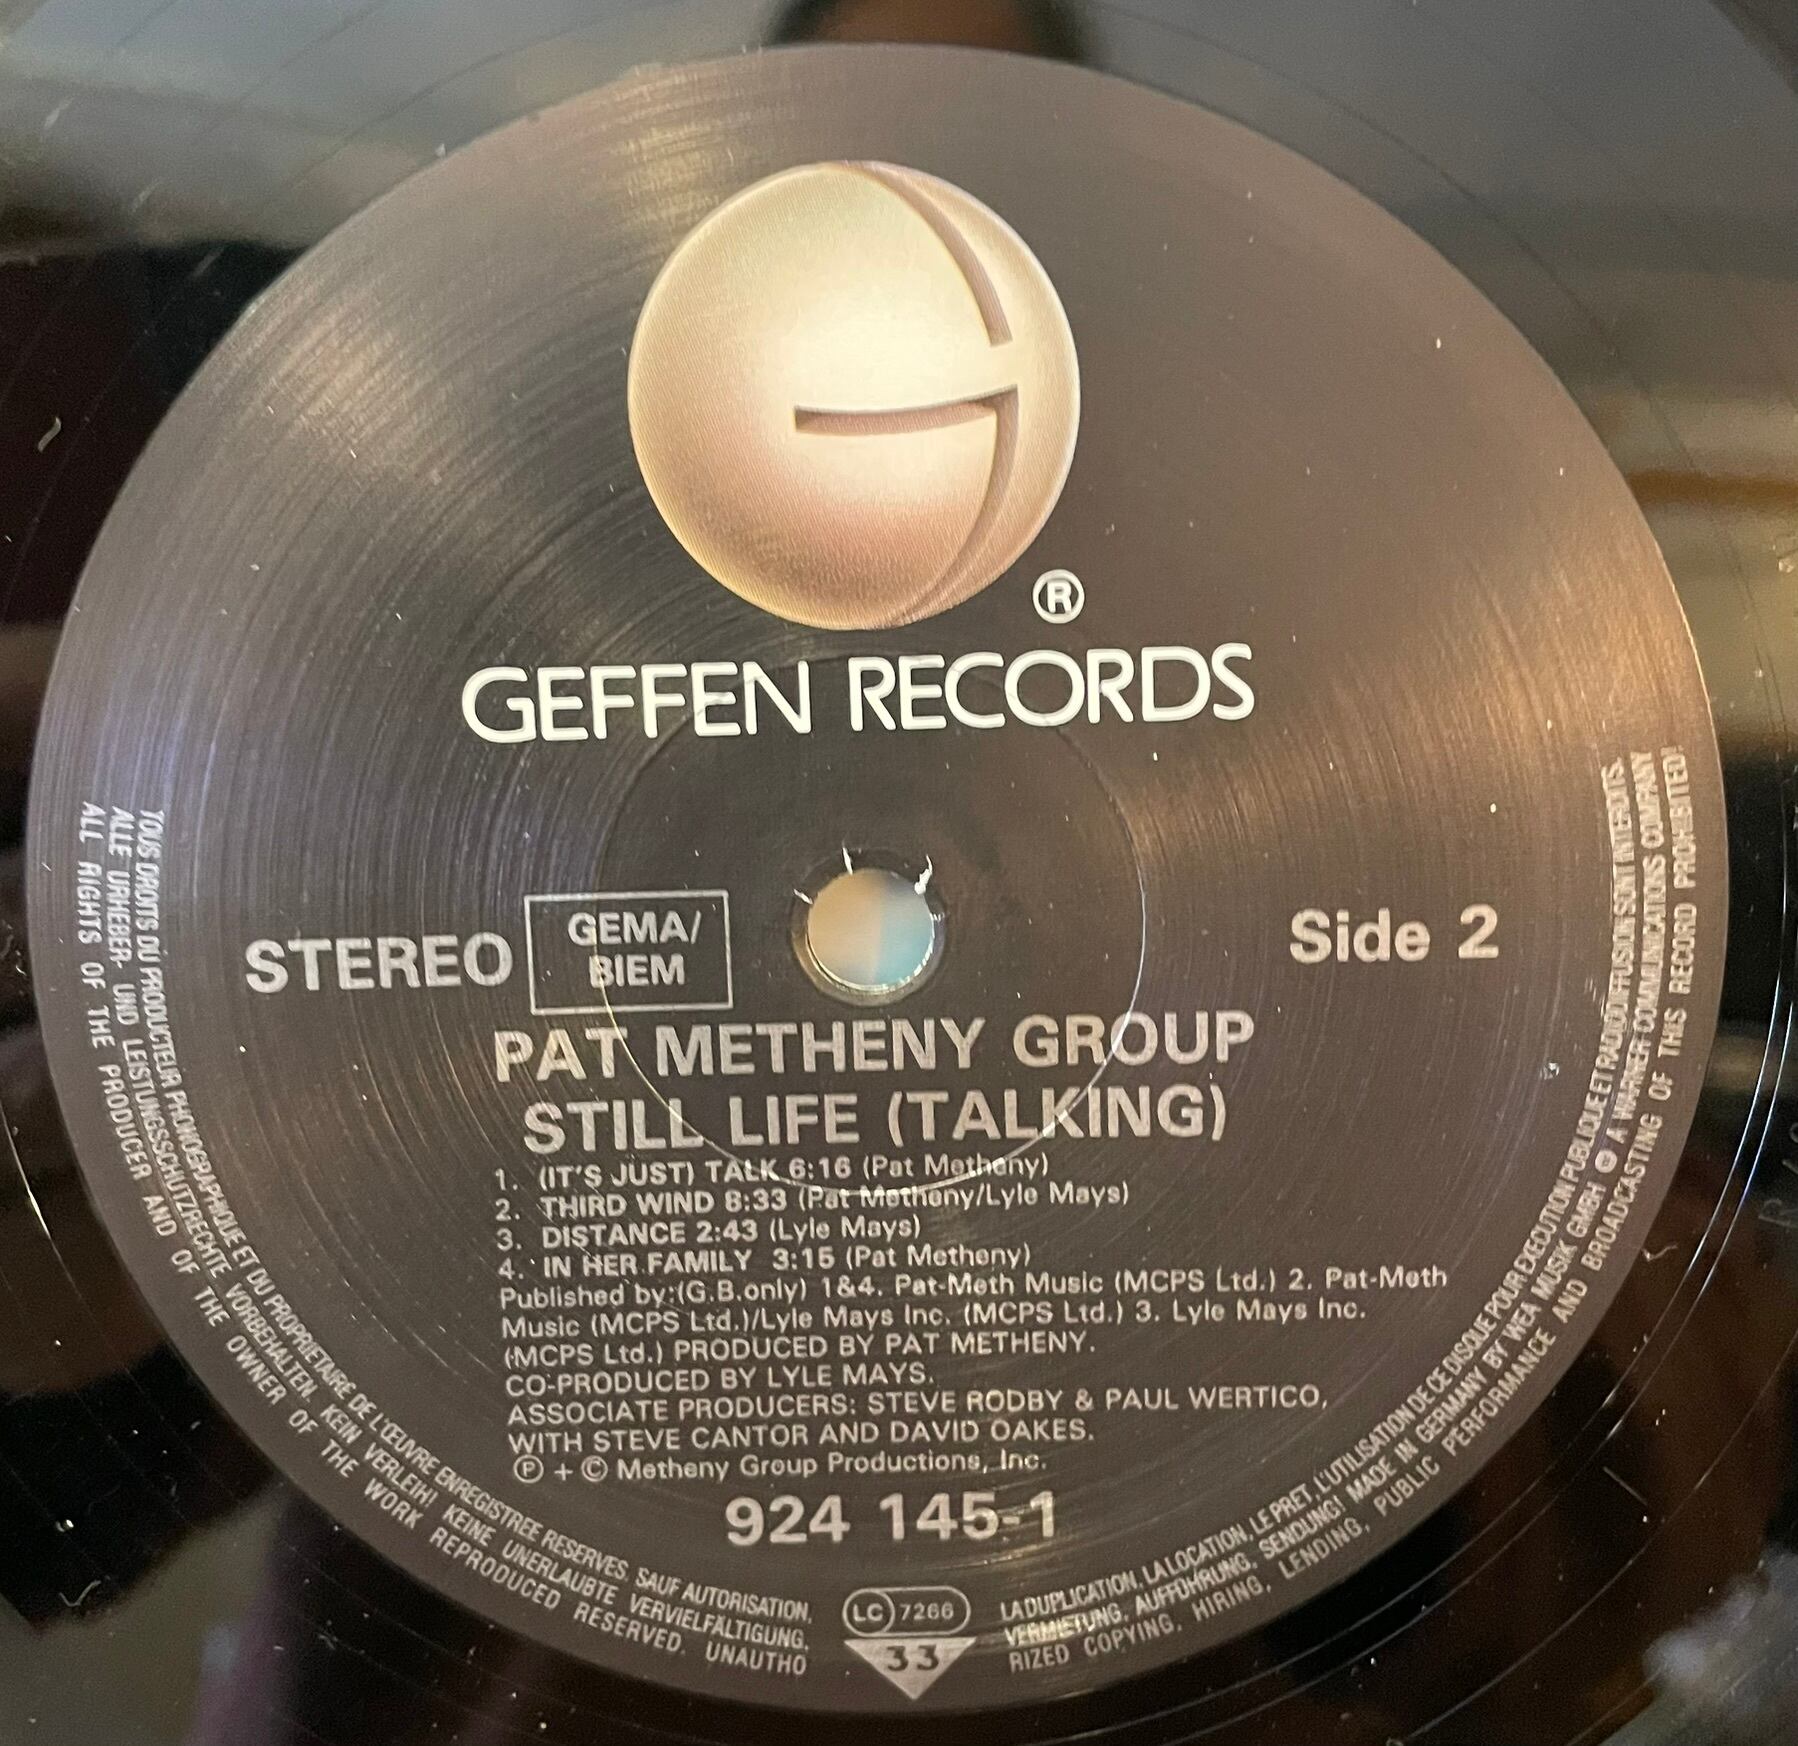 ®
GEFFEN RECORDS
STEREO
GEMA/
BIEM
Side 2
PAT METHENY GROUP
STILL LIFE (TALKING)
1. (IT'S JUST) TALK 6:16 (Pat Metheny)
2. THIRD WIND 8:33 (Pat Metheny/Lyle Mays)
3. DISTANCE 2:43 (Lyle Mays)
4. IN HER FAMILY 3:15 (Pat Metheny)
Published by:(G.B.only) 1&4. Pat-Meth Music (MCPS Ltd.) 2. Pat-Meth
Music (MCPS Ltd.)/Lyle Mays Inc. (MCPS Ltd.) 3. Lyle Mays Inc.
(MCPS Ltd.) PRODUCED BY PAT METHENY.
CO-PRODUCED BY LYLE MAYS.
ASSOCIATE PRODUCERS: STEVE RODBY & PAUL WERTICO,
WITH STEVE CANTOR AND DAVID OAKES.
Ⓟ + © Metheny Group Productions, Inc.
924 145-1
LC 7266
33
TOUS DROITS DU PRODUCTEUR PHONOGRAPHIQUE ET DU PROPRIETAIRE DE L'ŒUVRE ENREGISTREE RESERVES. SAUF AUTORISATION, LA DUPLICATION, LA LOCATION, LE PRET, L'UTILISATION DE CE DISQUE POUR EXECUTION PUBLIQUE ET RADIODIFFUSION SONT INTERDITS.
ALLE URHEBER- UND LEISTUNGSSCHUTZRECHTE VORBEHALTEN. KEIN VERLEIH! KEINE UNERLAUBTE VERVIELFÄLTIGUNG, VERMIETUNG, AUFFÜHRUNG, SENDUNG! MADE IN GERMANY BY WEA MUSIK GMBH A WARNER COMMUNICATIONS COMPANY
ALL RIGHTS OF THE PRODUCER AND OF THE OWNER OF THE WORK REPRODUCED RESERVED. UNAUTHORIZED COPYING, HIRING, LENDING, PUBLIC PERFORMANCE AND BROADCASTING OF THIS RECORD PROHIBITED!